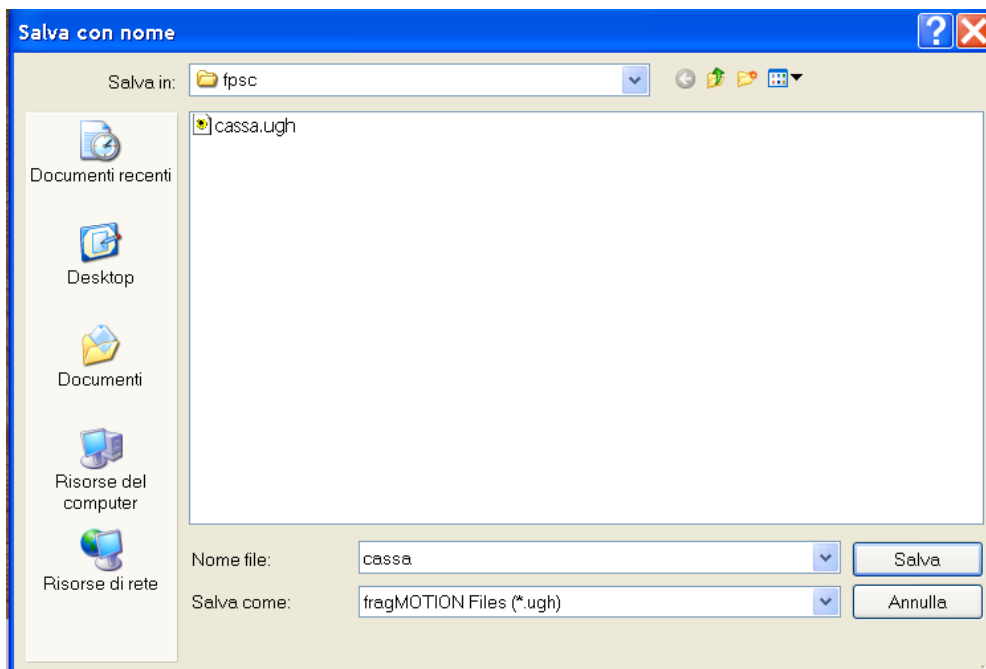 Salva con nome
Salva in:
fpsc
cassa.ugh
Documenti recenti
Desktop
Documenti
Risorse del
computer
Risorse di rete
Nome file:
cassa
Salva
Salva come:
fragMOTION Files (*.ugh)
Annulla